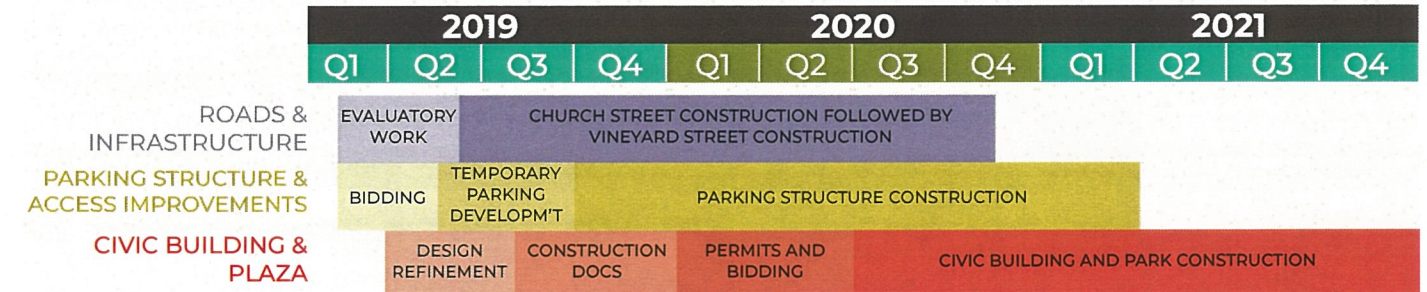 2019 2020 2021
Q1 Q2 Q3 Q4 Q1 Q2 Q3 Q4 Q1 Q2 Q3 Q4
ROADS &
INFRASTRUCTURE
EVALUATORY
WORK
CHURCH STREET CONSTRUCTION FOLLOWED BY
VINEYARD STREET CONSTRUCTION
PARKING STRUCTURE &
ACCESS IMPROVEMENTS
BIDDING
TEMPORARY
PARKING
DEVELOPM'T
PARKING STRUCTURE CONSTRUCTION
CIVIC BUILDING &
PLAZA
DESIGN
REFINEMENT
CONSTRUCTION
DOCS
PERMITS AND
BIDDING
CIVIC BUILDING AND PARK CONSTRUCTION